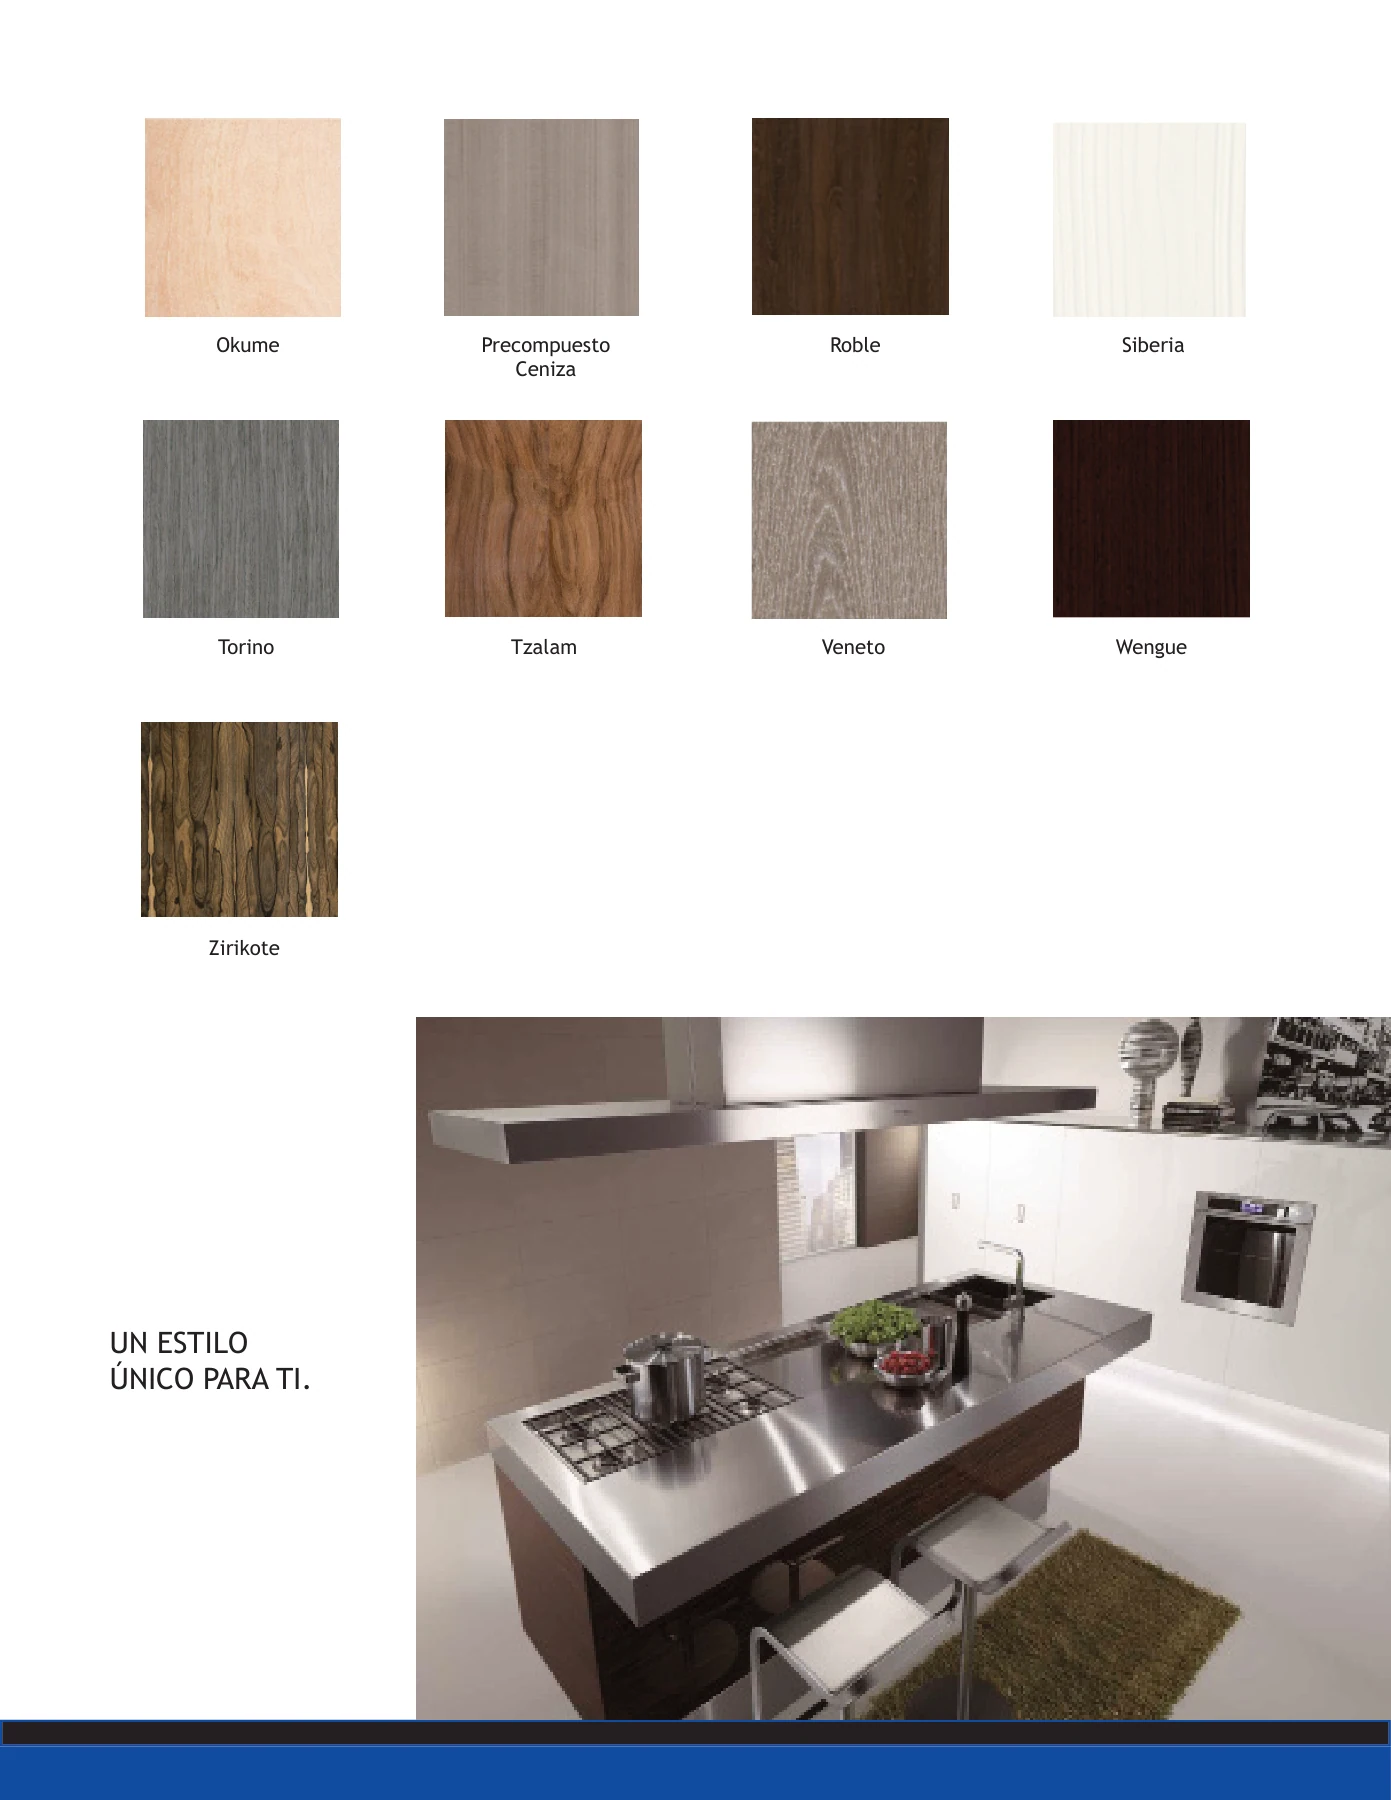 Okume
Precompuesto
Ceniza
Roble
Siberia
Torino
Tzalam
Veneto
Wengue
Zirikote
UN ESTILO
ÚNICO PARA TI.